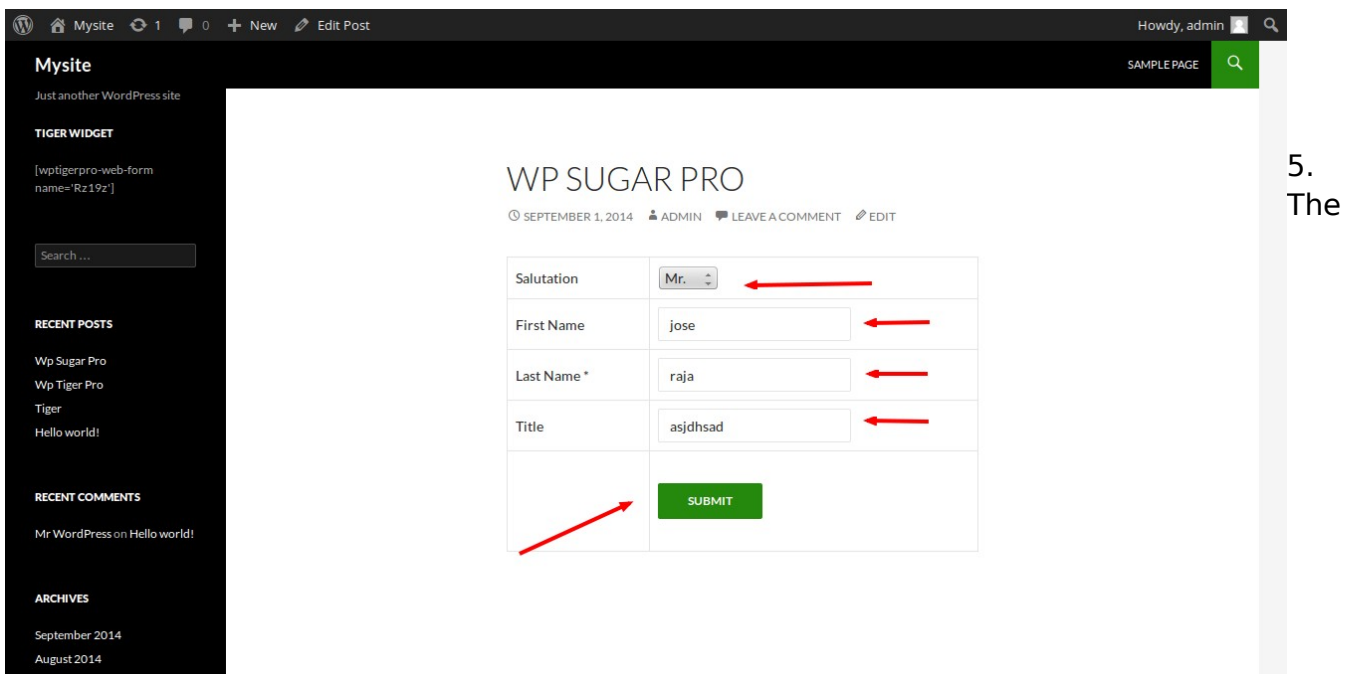 Mysite 1 0 + New Edit Post Howdy, admin
Mysite SAMPLE PAGE
Just another WordPress site
TIGER WIDGET
[wptigerpro-web-form
name='Rz19z']
Search ...
RECENT POSTS
Wp Sugar Pro
Wp Tiger Pro
Tiger
Hello world!
RECENT COMMENTS
Mr WordPress on Hello world!
ARCHIVES
September 2014
August 2014
WP SUGAR PRO
SEPTEMBER 1, 2014 ADMIN LEAVE A COMMENT EDIT
Salutation Mr.
First Name jose
Last Name * raja
Title asjdhsad
SUBMIT
5.
The